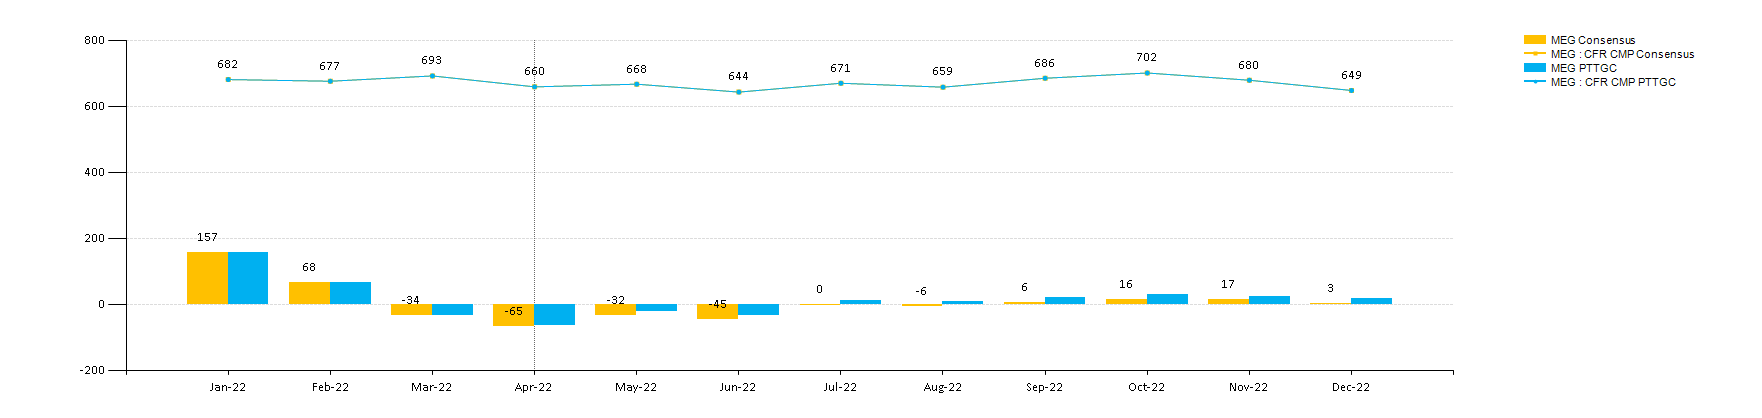 800
600
400
200
0
-200
682 677 693 660 668 644 671 659 686 702 680 649
157 68 -34 -65 -32 -45 0 -6 6 16 17 3
Jan-22 Feb-22 Mar-22 Apr-22 May-22 Jun-22 Jul-22 Aug-22 Sep-22 Oct-22 Nov-22 Dec-22
MEG Consensus
MEG : CFR CMP Consensus
MEG PTTGC
MEG : CFR CMP PTTGC